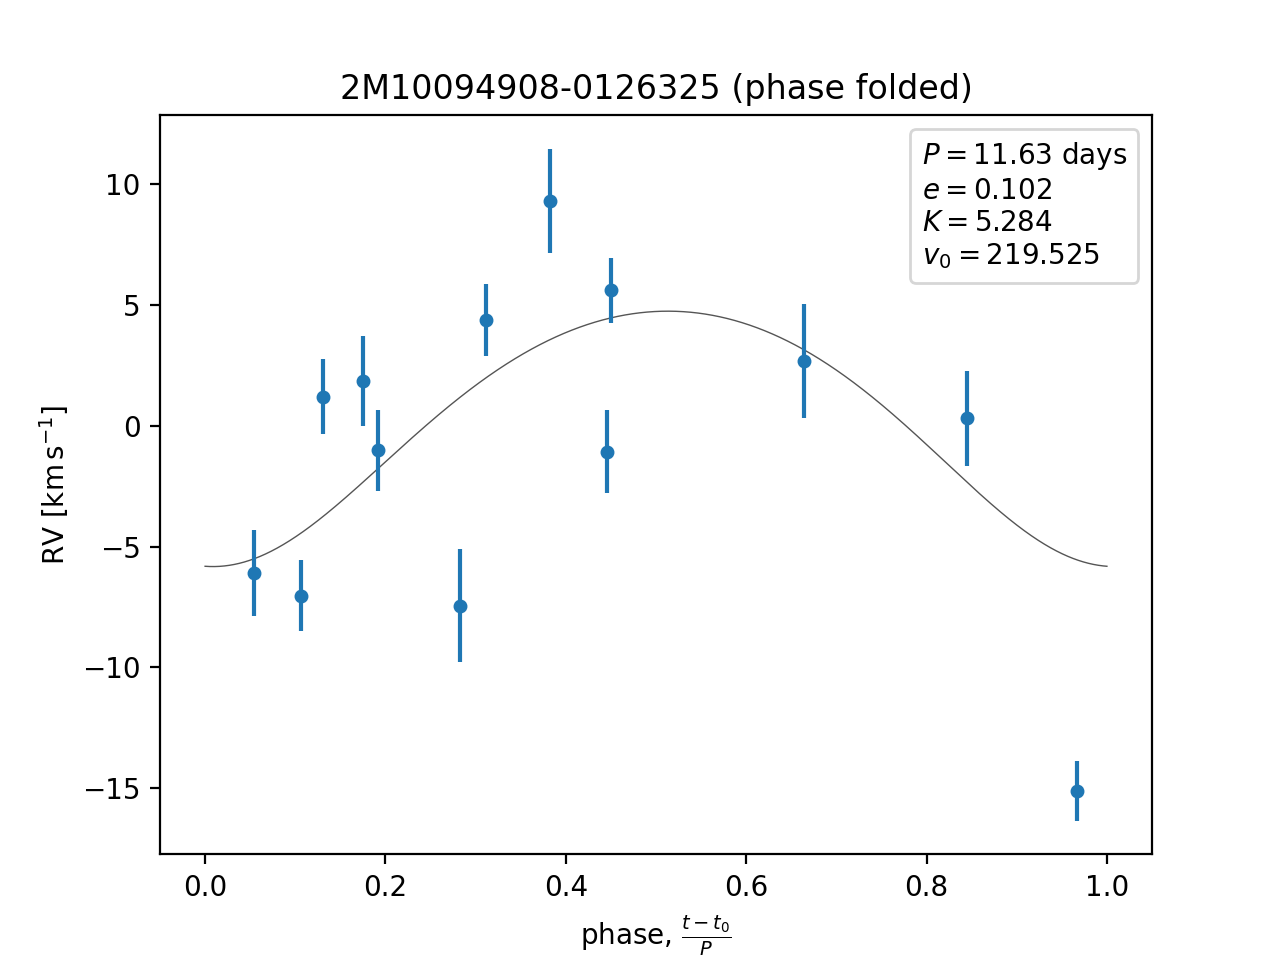 2M10094908-0126325 (phase folded)
P = 11.63 days
e = 0.102
K = 5.284
v₀ = 219.525
10
5
0
−5
−10
−15
RV [km s⁻¹]
0.0 0.2 0.4 0.6 0.8 1.0
phase, (t − t₀)/P